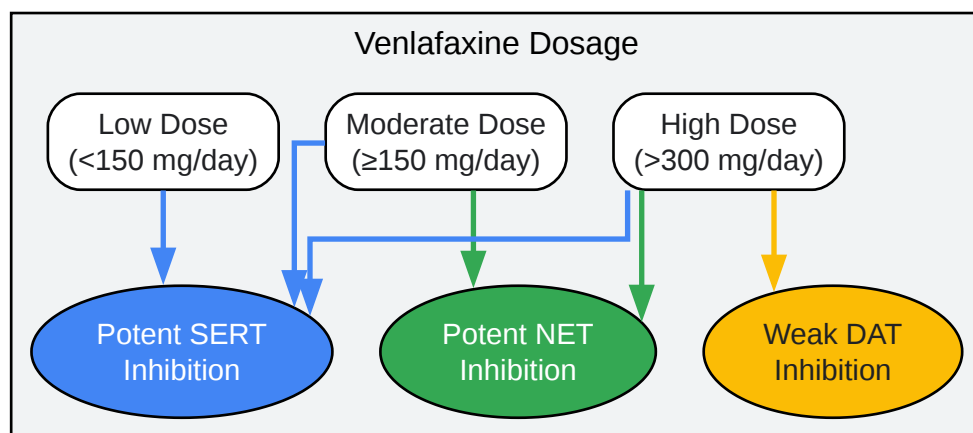 Venlafaxine Dosage
Low Dose
(<150 mg/day)
Moderate Dose
(≥150 mg/day)
High Dose
(>300 mg/day)
Potent SERT
Inhibition
Potent NET
Inhibition
Weak DAT
Inhibition